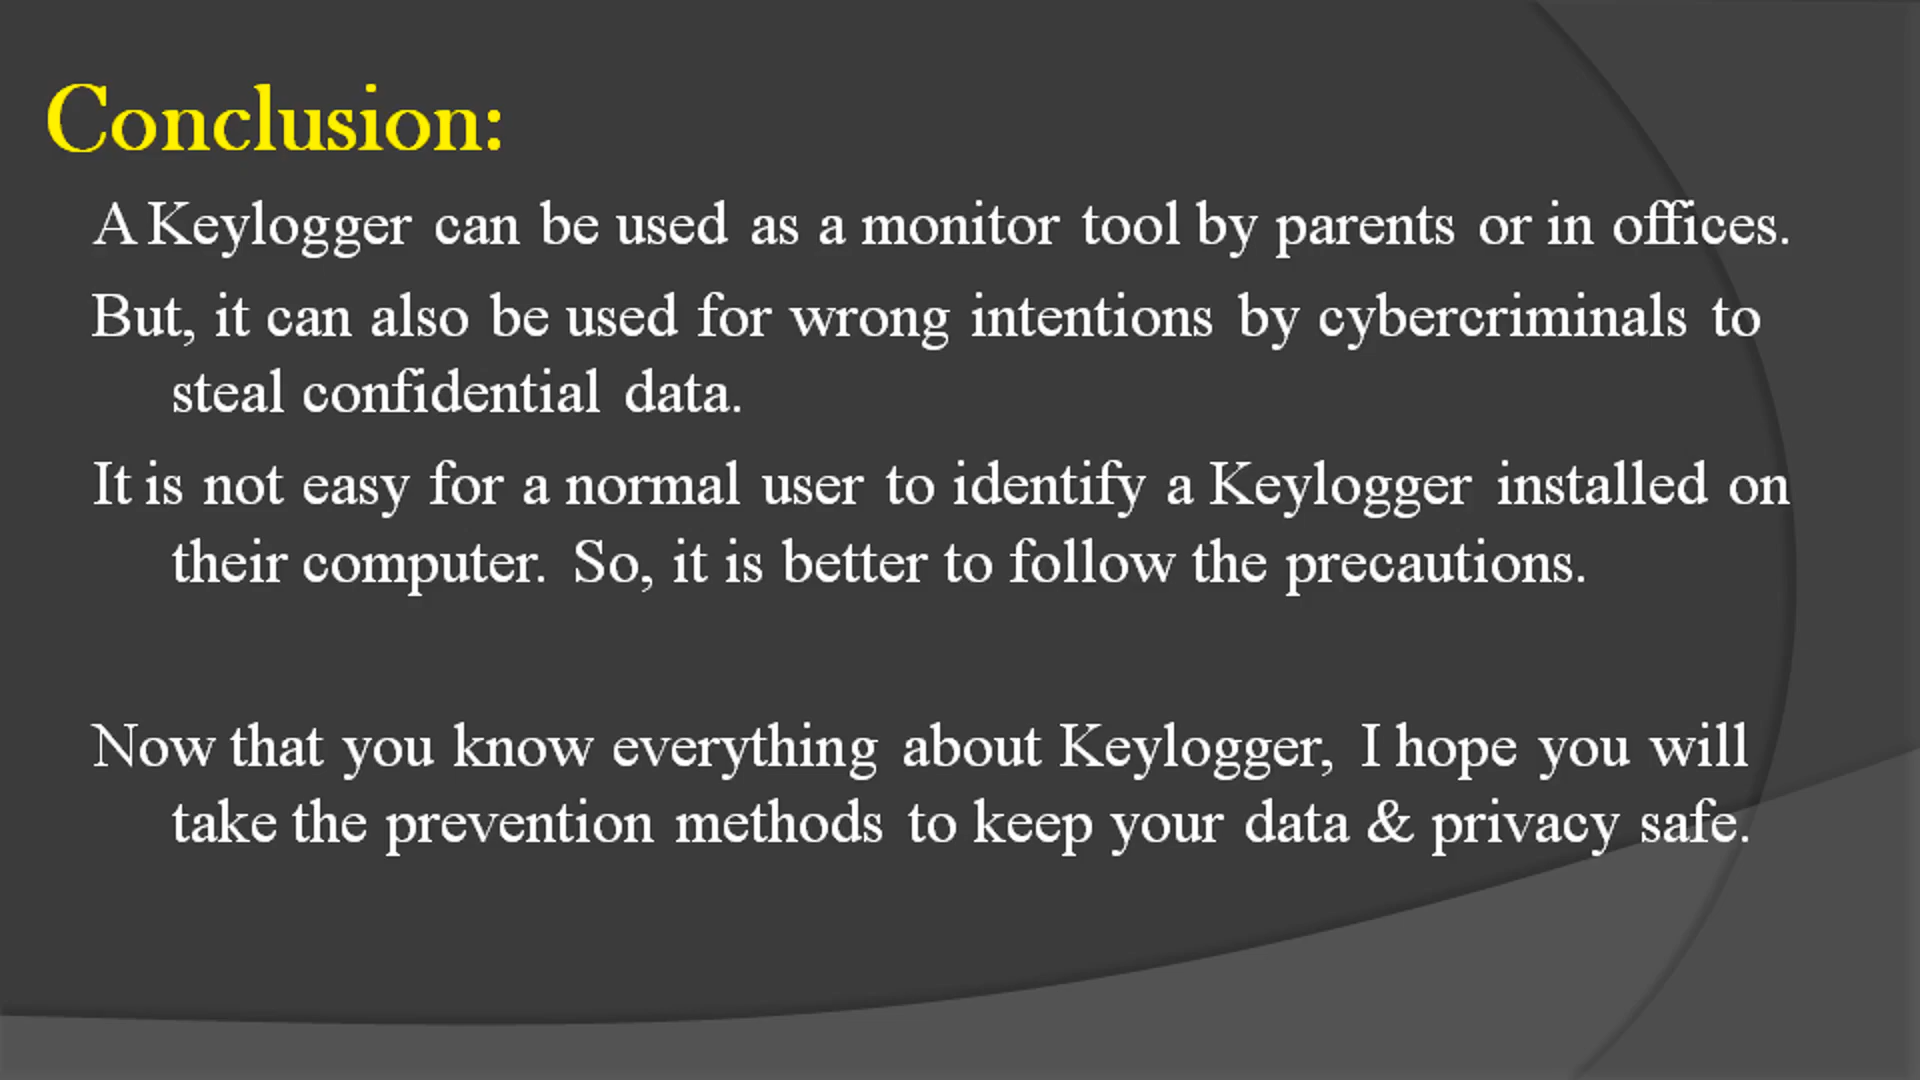 Conclusion:
A Keylogger can be used as a monitor tool by parents or in offices.
But, it can also be used for wrong intentions by cybercriminals to
steal confidential data.
It is not easy for a normal user to identify a Keylogger installed on
their computer. So, it is better to follow the precautions.
Now that you know everything about Keylogger, I hope you will
take the prevention methods to keep your data & privacy safe.